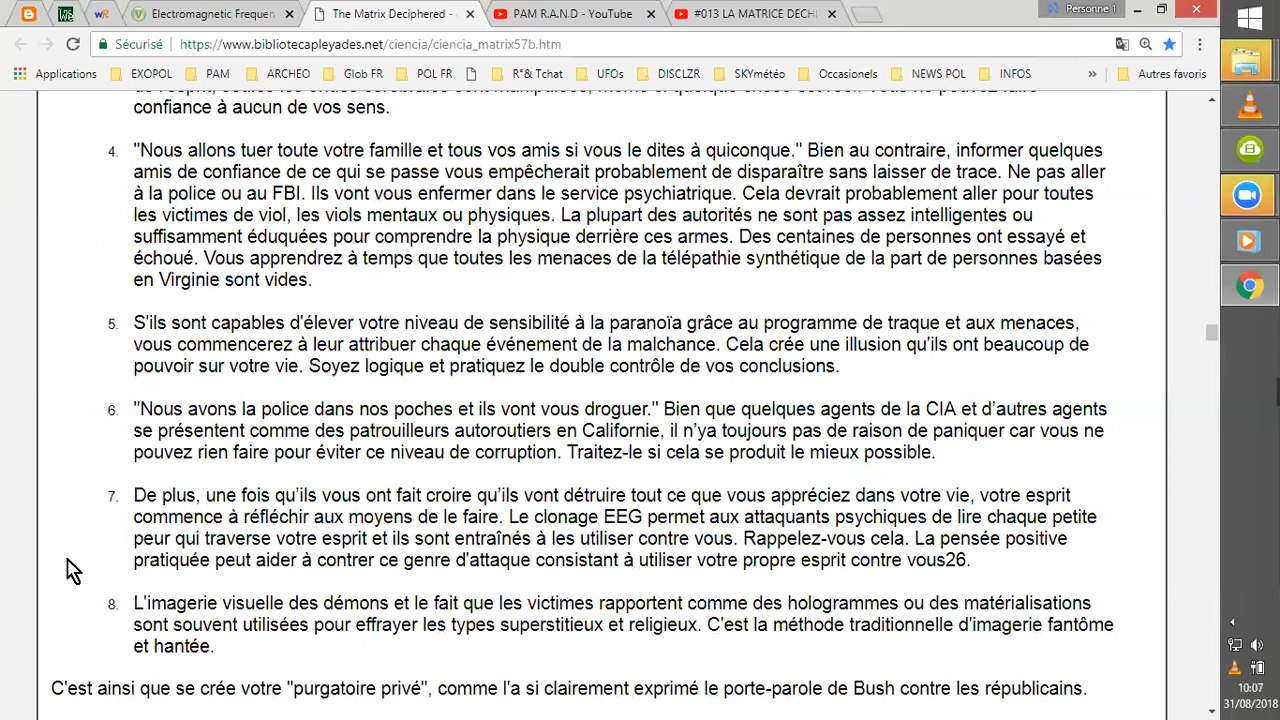 Electromagnetic Frequen
The Matrix Deciphered -
PAM R.A.N.D - YouTube
#013 LA MATRICE DECHI
Personne 1
Sécurisé
https://www.bibliotecapleyades.net/ciencia/ciencia_matrix57b.htm
Applications
EXOPOL
PAM
ARCHEO
Glob FR
POL FR
R°& Tchat
UFOs
DISCLZR
SKYmétéo
Occasionels
NEWS POL
INFOS
»
Autres favoris
confiance à aucun de vos sens.
4. "Nous allons tuer toute votre famille et tous vos amis si vous le dites à quiconque." Bien au contraire, informer quelques
amis de confiance de ce qui se passe vous empêcherait probablement de disparaître sans laisser de trace. Ne pas aller
à la police ou au FBI. Ils vont vous enfermer dans le service psychiatrique. Cela devrait probablement aller pour toutes
les victimes de viol, les viols mentaux ou physiques. La plupart des autorités ne sont pas assez intelligentes ou
suffisamment éduquées pour comprendre la physique derrière ces armes. Des centaines de personnes ont essayé et
échoué. Vous apprendrez à temps que toutes les menaces de la télépathie synthétique de la part de personnes basées
en Virginie sont vides.
5. S'ils sont capables d'élever votre niveau de sensibilité à la paranoïa grâce au programme de traque et aux menaces,
vous commencerez à leur attribuer chaque événement de la malchance. Cela crée une illusion qu'ils ont beaucoup de
pouvoir sur votre vie. Soyez logique et pratiquez le double contrôle de vos conclusions.
6. "Nous avons la police dans nos poches et ils vont vous droguer." Bien que quelques agents de la CIA et d'autres agents
se présentent comme des patrouilleurs autoroutiers en Californie, il n'ya toujours pas de raison de paniquer car vous ne
pouvez rien faire pour éviter ce niveau de corruption. Traitez-le si cela se produit le mieux possible.
7. De plus, une fois qu'ils vous ont fait croire qu'ils vont détruire tout ce que vous appréciez dans votre vie, votre esprit
commence à réfléchir aux moyens de le faire. Le clonage EEG permet aux attaquants psychiques de lire chaque petite
peur qui traverse votre esprit et ils sont entraînés à les utiliser contre vous. Rappelez-vous cela. La pensée positive
pratiquée peut aider à contrer ce genre d'attaque consistant à utiliser votre propre esprit contre vous26.
8. L'imagerie visuelle des démons et le fait que les victimes rapportent comme des hologrammes ou des matérialisations
sont souvent utilisées pour effrayer les types superstitieux et religieux. C'est la méthode traditionnelle d'imagerie fantôme
et hantée.
C'est ainsi que se crée votre "purgatoire privé", comme l'a si clairement exprimé le porte-parole de Bush contre les républicains.
10:07
31/08/2018